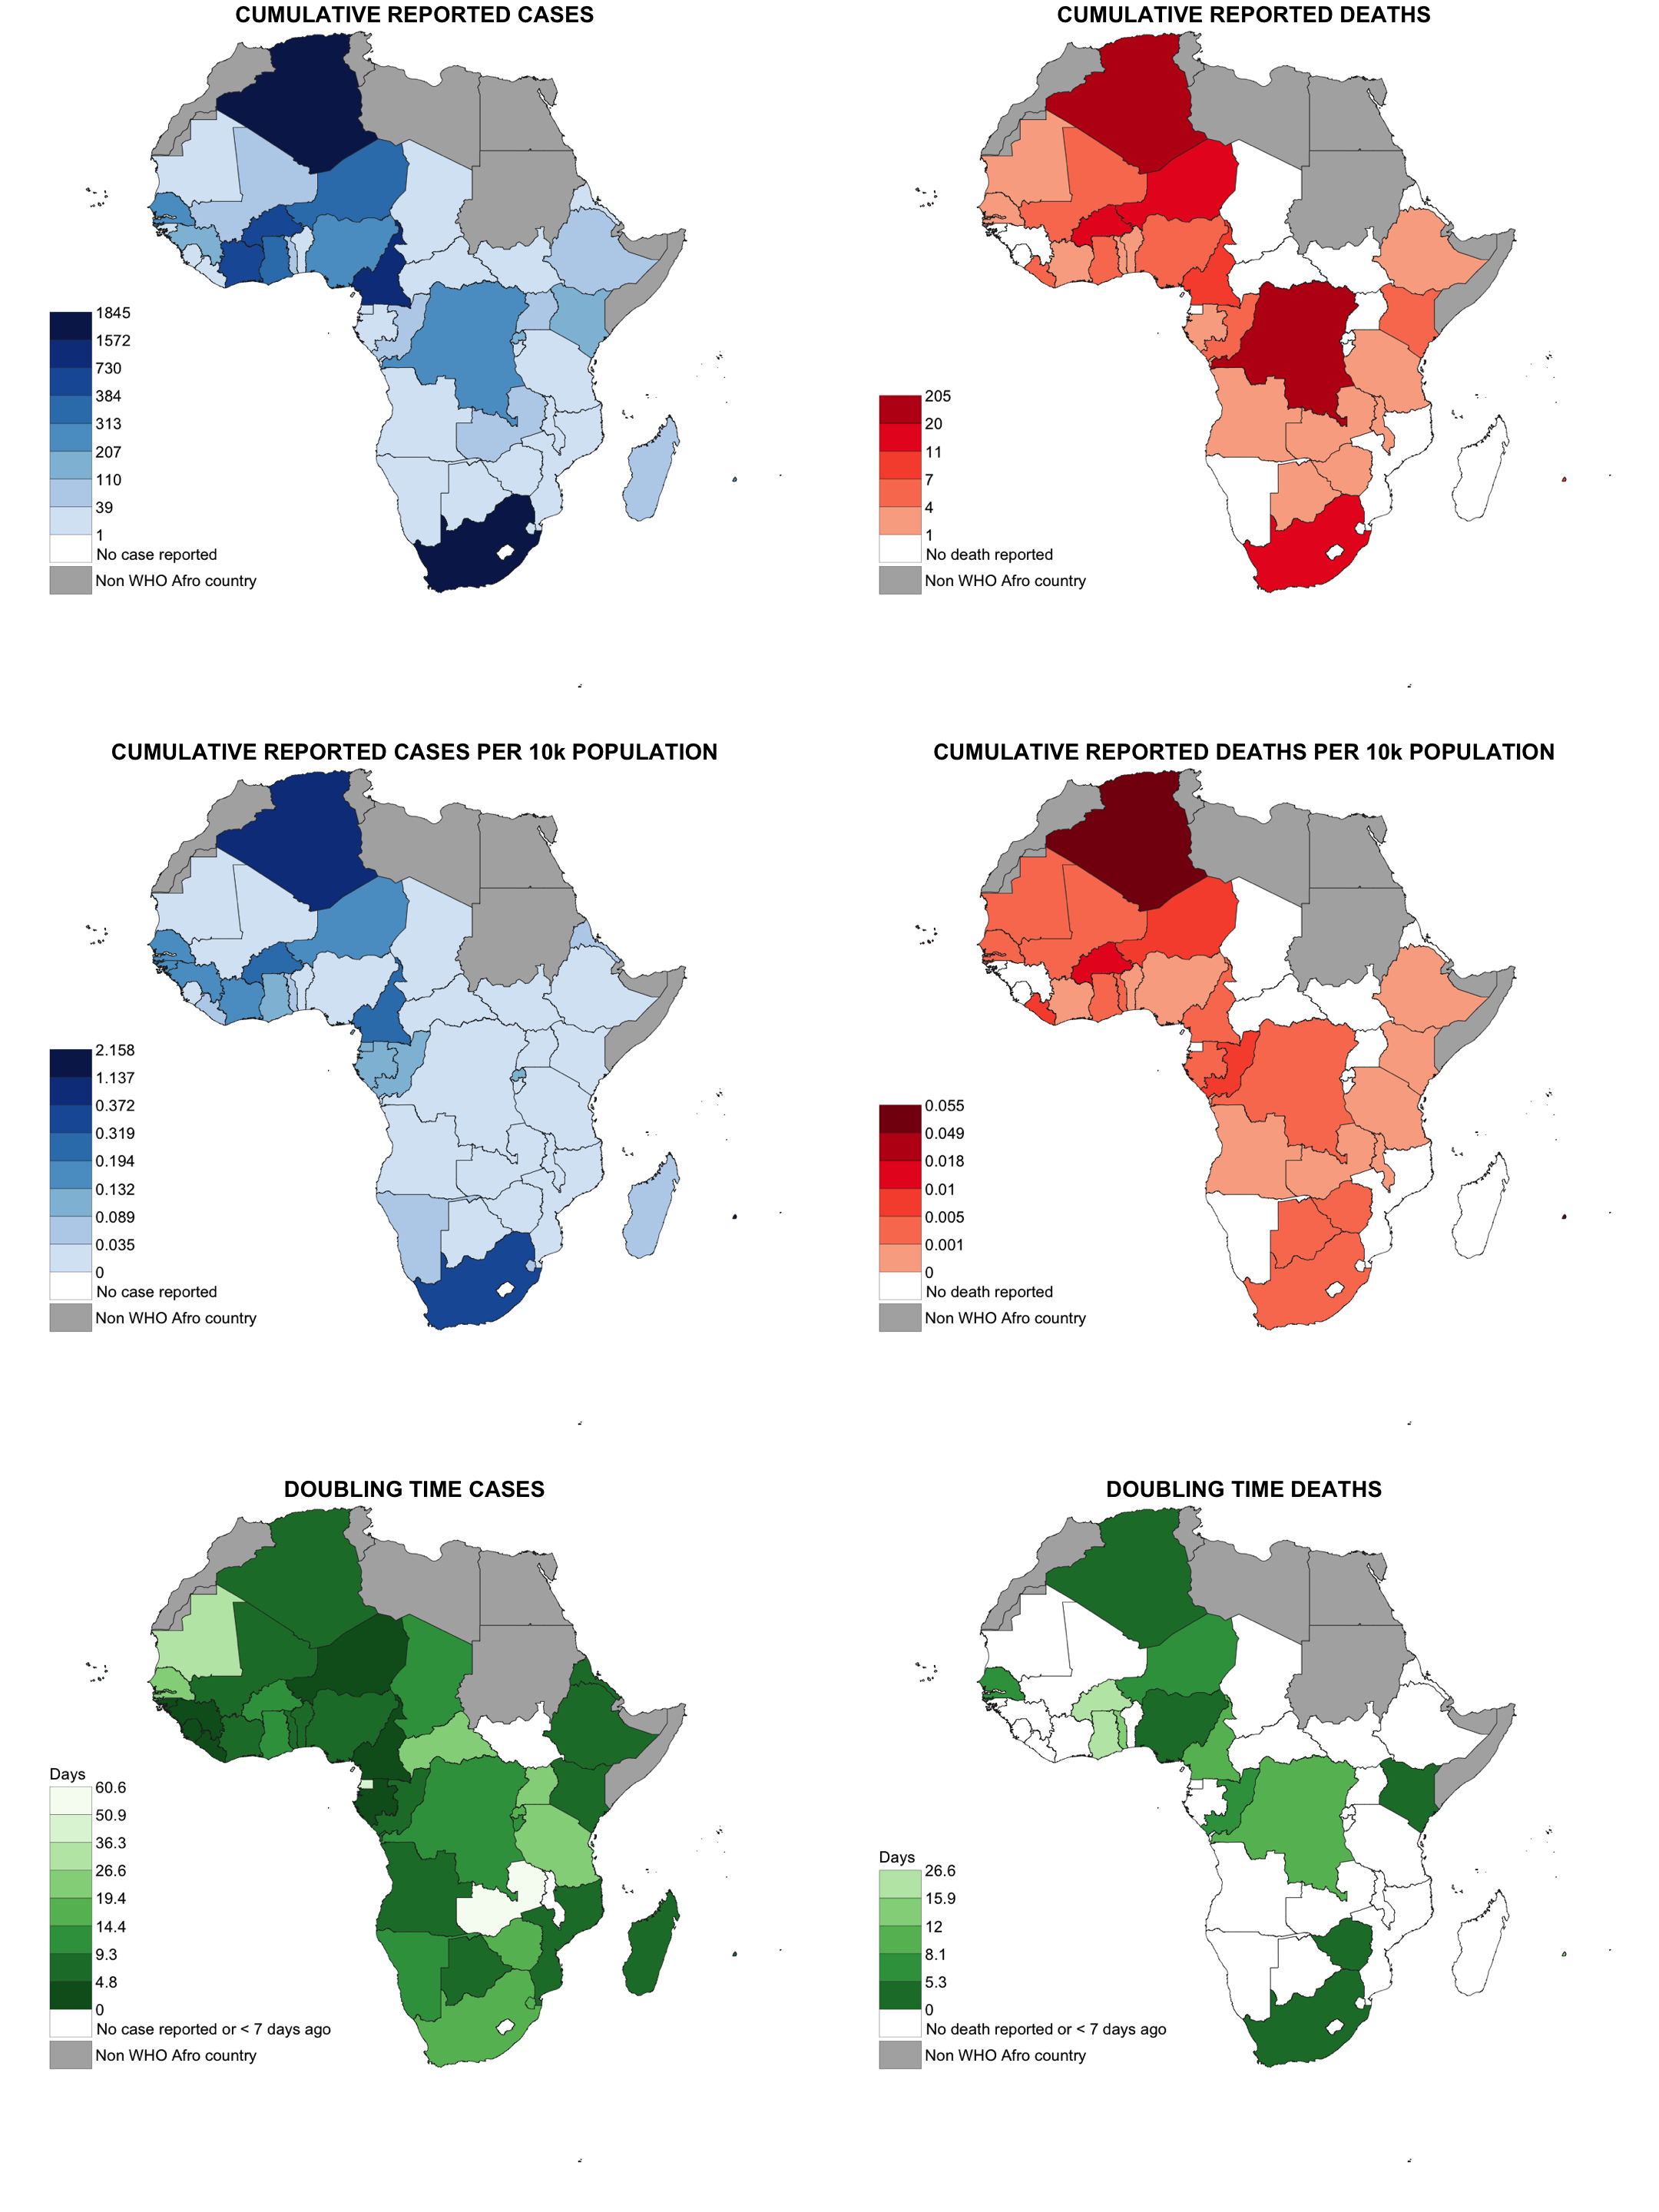 CUMULATIVE REPORTED CASES
1845
1572
730
384
313
207
110
39
1
No case reported
Non WHO Afro country
CUMULATIVE REPORTED DEATHS
205
20
11
7
4
1
No death reported
Non WHO Afro country
CUMULATIVE REPORTED CASES PER 10k POPULATION
2.158
1.137
0.372
0.319
0.194
0.132
0.089
0.035
0
No case reported
Non WHO Afro country
CUMULATIVE REPORTED DEATHS PER 10k POPULATION
0.055
0.049
0.018
0.01
0.005
0.001
0
No death reported
Non WHO Afro country
DOUBLING TIME CASES
Days
60.6
50.9
36.3
26.6
19.4
14.4
9.3
4.8
0
No case reported or < 7 days ago
Non WHO Afro country
DOUBLING TIME DEATHS
Days
26.6
15.9
12
8.1
5.3
0
No death reported or < 7 days ago
Non WHO Afro country